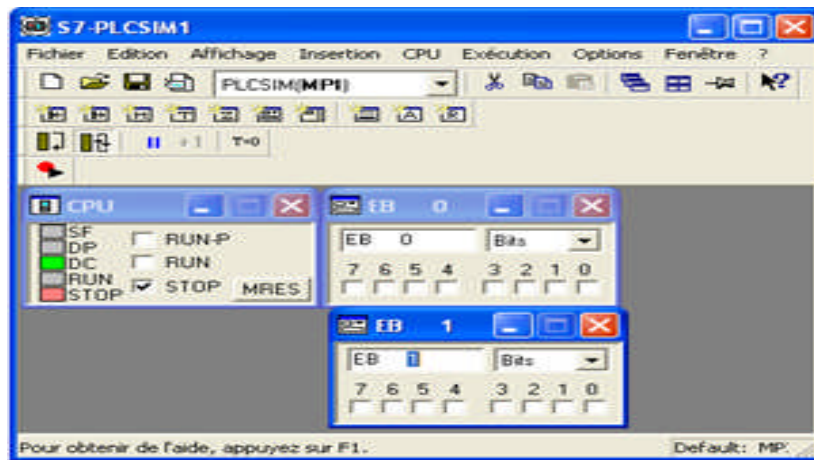 S7-PLCSIM1
Fichier Edition Affichage Insertion CPU Exécution Options Fenêtre ?
PLCSIM(MPI)
+1 T=0
CPU
SF
DP
DC
RUN
STOP
RUN-P
RUN
STOP MRES
EB 0
EB 0 Bits
7 6 5 4 3 2 1 0
EB 1
EB 1 Bits
7 6 5 4 3 2 1 0
Pour obtenir de l'aide, appuyez sur F1. Default: MP